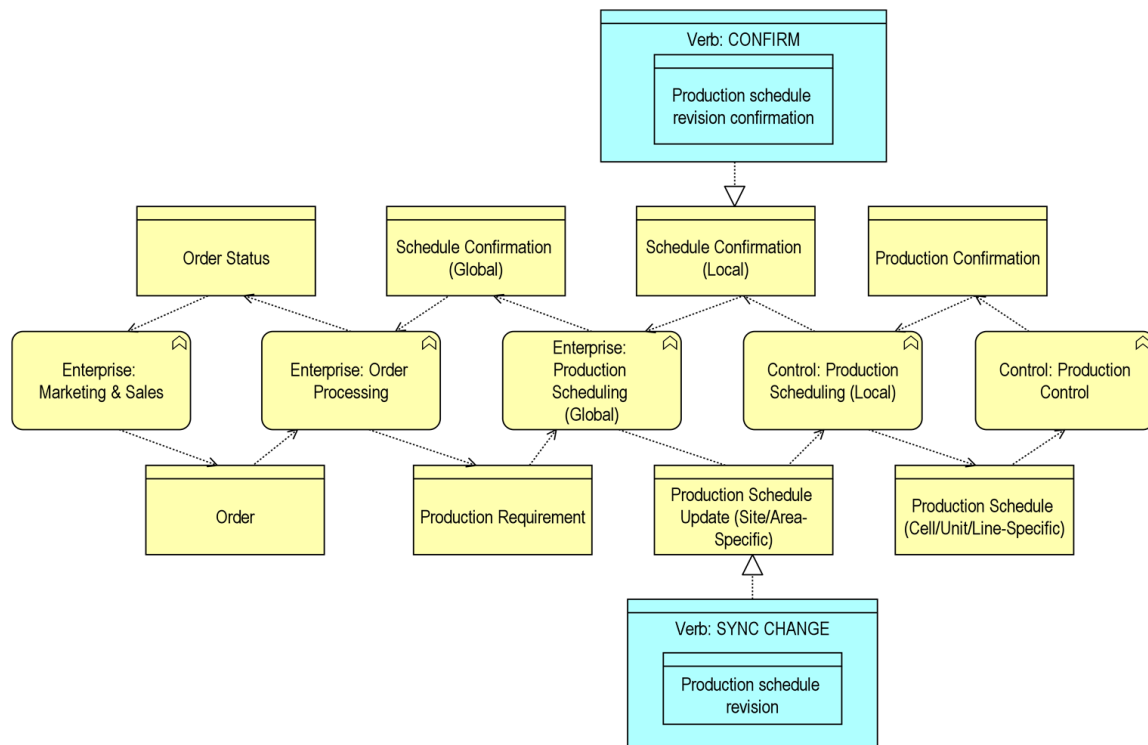 Verb: CONFIRM
Production schedule
revision confirmation
Order Status
Schedule Confirmation
(Global)
Schedule Confirmation
(Local)
Production Confirmation
Enterprise:
Marketing & Sales
Enterprise: Order
Processing
Enterprise:
Production
Scheduling
(Global)
Control: Production
Scheduling (Local)
Control: Production
Control
Order
Production Requirement
Production Schedule
Update (Site/Area-
Specific)
Production Schedule
(Cell/Unit/Line-Specific)
Verb: SYNC CHANGE
Production schedule
revision